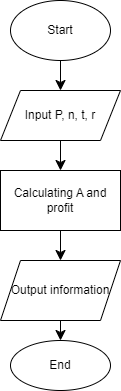 Start
Input P, n, t, r
Calculating A and
profit
Output information
End